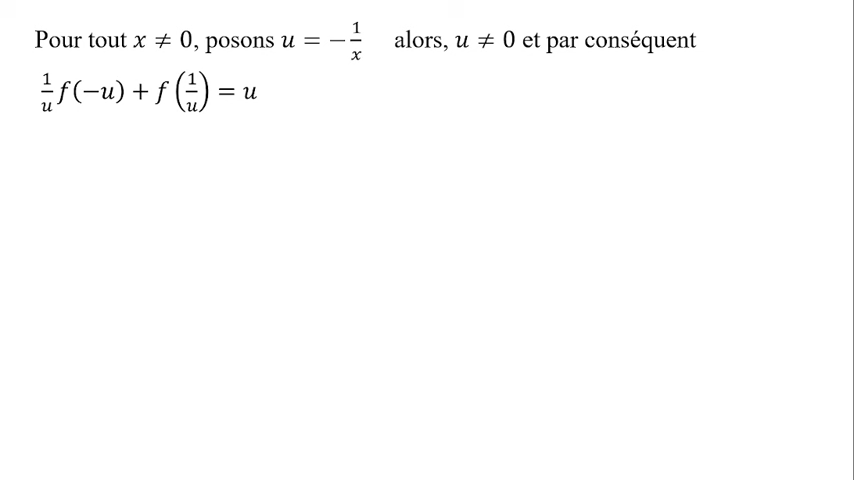 Pour tout x ≠ 0, posons u = −1/x alors, u ≠ 0 et par conséquent
1/u f(−u) + f(1/u) = u